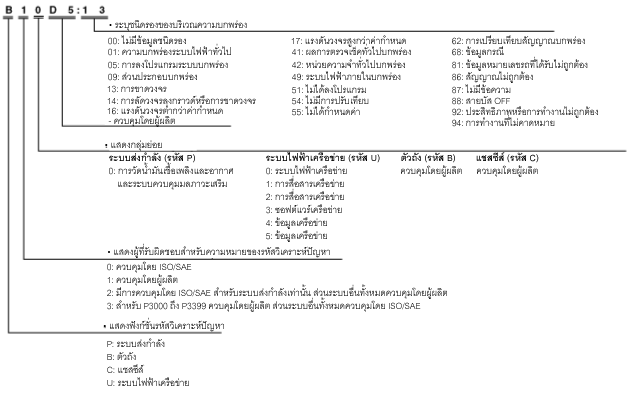 B 1 0 D 5 : 1 3
• ระบุชนิดรองของบริเวณความบกพร่อง
00: ไม่มีข้อมูลชนิดรอง
01: ความบกพร่องระบบไฟฟ้าทั่วไป
05: การลงโปรแกรมระบบบกพร่อง
09: ส่วนประกอบบกพร่อง
13: การขาดวงจร
14: การลัดวงจรลงกราวด์หรือการขาดวงจร
16: แรงดันวงจรต่ำกว่าค่ากำหนด
17: แรงดันวงจรสูงกว่าค่ากำหนด
41: ผลการตรวจเช็คทั่วไปบกพร่อง
42: หน่วยความจำทั่วไปบกพร่อง
49: ระบบไฟฟ้าภายในบกพร่อง
51: ไม่ได้ลงโปรแกรม
54: ไม่มีการปรับเทียบ
55: ไม่ได้กำหนดค่า
62: การเปรียบเทียบสัญญาณบกพร่อง
68: ข้อมูลกรณี
81: ข้อมูลหมายเลขรถที่ได้รับไม่ถูกต้อง
86: สัญญาณไม่ถูกต้อง
87: ไม่มีข้อความ
88: สายบัส OFF
92: ประสิทธิภาพหรือการทำงานไม่ถูกต้อง
94: การทำงานที่ไม่คาดหมาย
- ควบคุมโดยผู้ผลิต
• แสดงกลุ่มย่อย
ระบบส่งกำลัง (รหัส P)
0: การวัดน้ำมันเชื้อเพลิงและอากาศ
และระบบควบคุมมลภาวะเสริม
ระบบไฟฟ้าเครือข่าย (รหัส U)
0: ระบบไฟฟ้าเครือข่าย
1: การสื่อสารเครือข่าย
2: การสื่อสารเครือข่าย
3: ซอฟต์แวร์เครือข่าย
4: ข้อมูลเครือข่าย
5: ข้อมูลเครือข่าย
ตัวถัง (รหัส B)
ควบคุมโดยผู้ผลิต
แชสซีส์ (รหัส C)
ควบคุมโดยผู้ผลิต
• แสดงผู้ที่รับผิดชอบสำหรับความหมายของรหัสวิเคราะห์ปัญหา
0: ควบคุมโดย ISO/SAE
1: ควบคุมโดยผู้ผลิต
2: มีการควบคุมโดย ISO/SAE สำหรับระบบส่งกำลังเท่านั้น ส่วนระบบอื่นทั้งหมดควบคุมโดยผู้ผลิต
3: สำหรับ P3000 ถึง P3399 ควบคุมโดยผู้ผลิต ส่วนระบบอื่นทั้งหมดควบคุมโดย ISO/SAE
• แสดงฟังก์ชั่นรหัสวิเคราะห์ปัญหา
P: ระบบส่งกำลัง
B: ตัวถัง
C: แชสซีส์
U: ระบบไฟฟ้าเครือข่าย